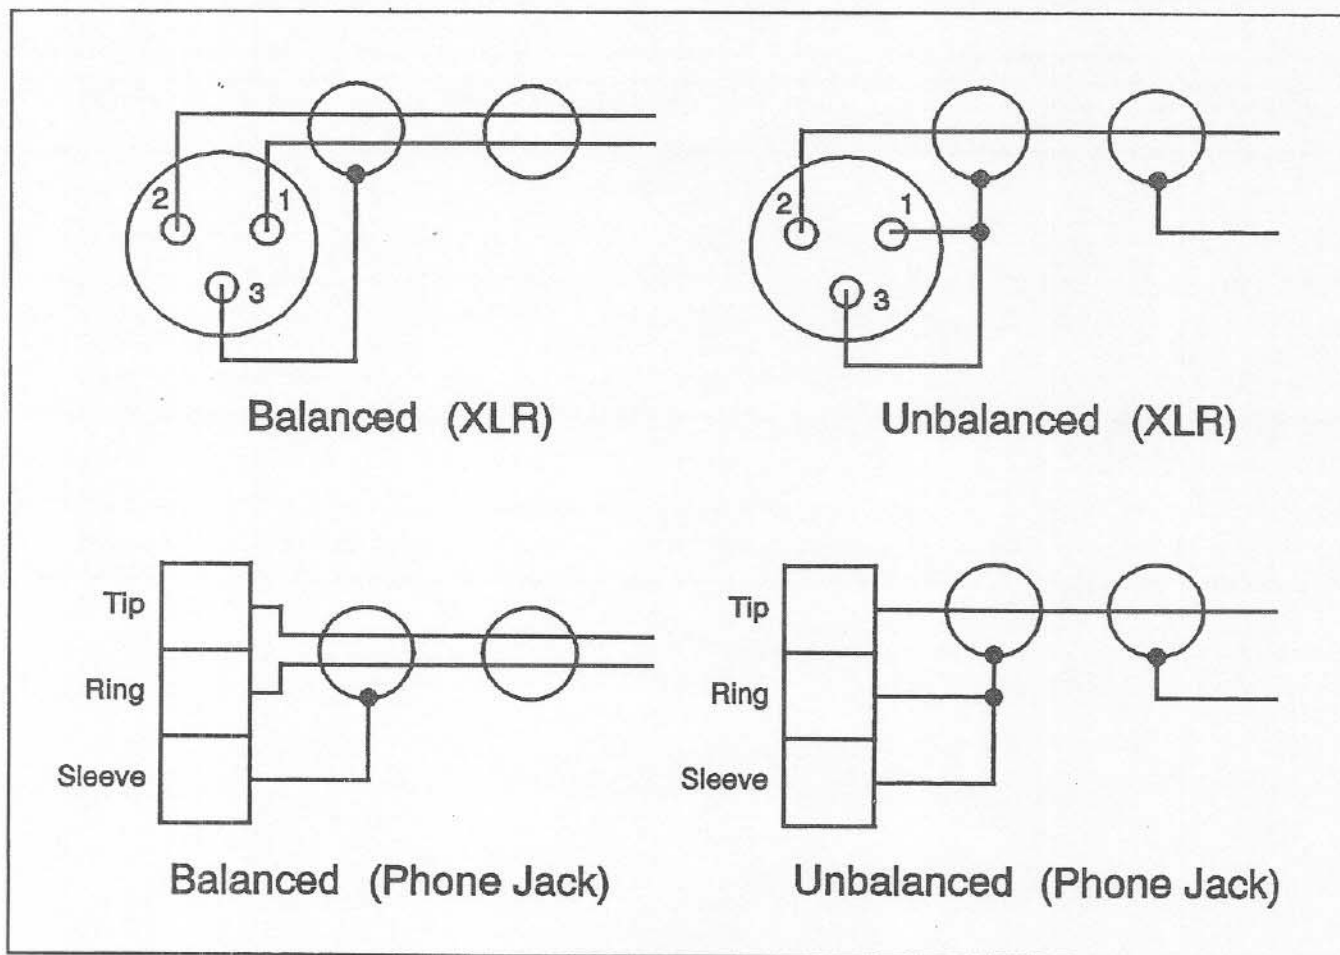 2 1
3
Balanced (XLR)
2 1
3
Unbalanced (XLR)
Tip
Ring
Sleeve
Balanced (Phone Jack)
Tip
Ring
Sleeve
Unbalanced (Phone Jack)